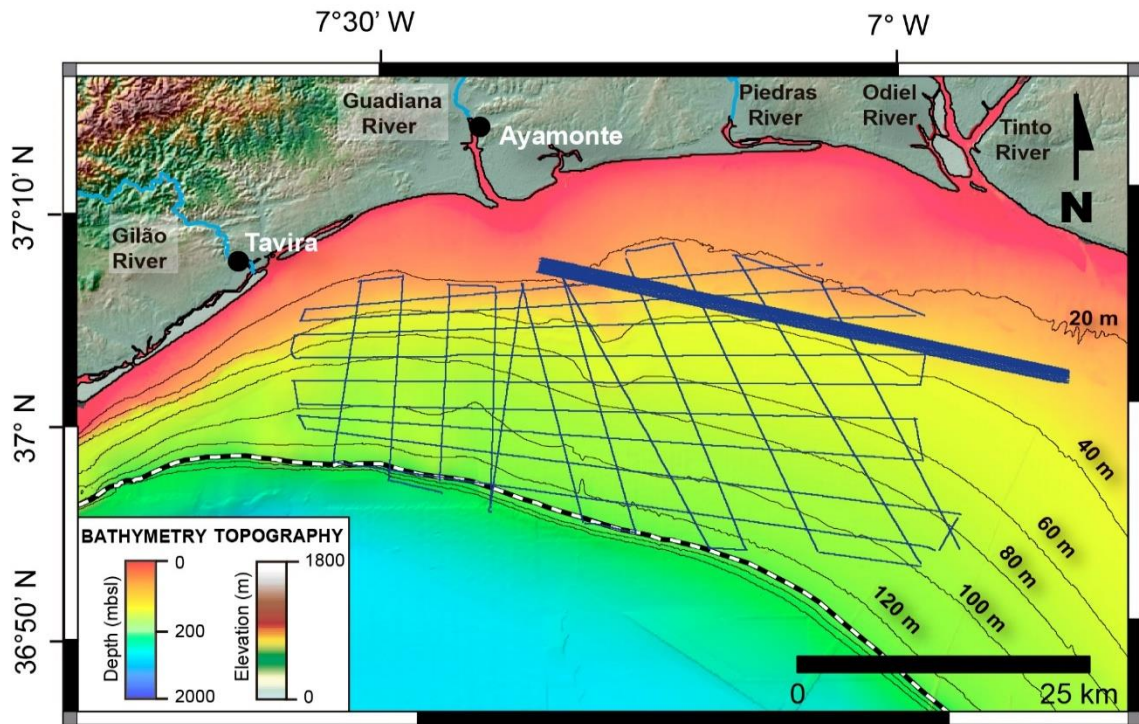 7°30' W
7° W
Guadiana
River
Ayamonte
Piedras
River
Odiel
River
Tinto
River
N
37°10' N
Gilão
River
Tavira
20 m
37° N
40 m
60 m
80 m
100 m
120 m
36°50' N
BATHYMETRY TOPOGRAPHY
Depth (mbsl)
0
200
2000
Elevation (m)
1800
0
0
25 km